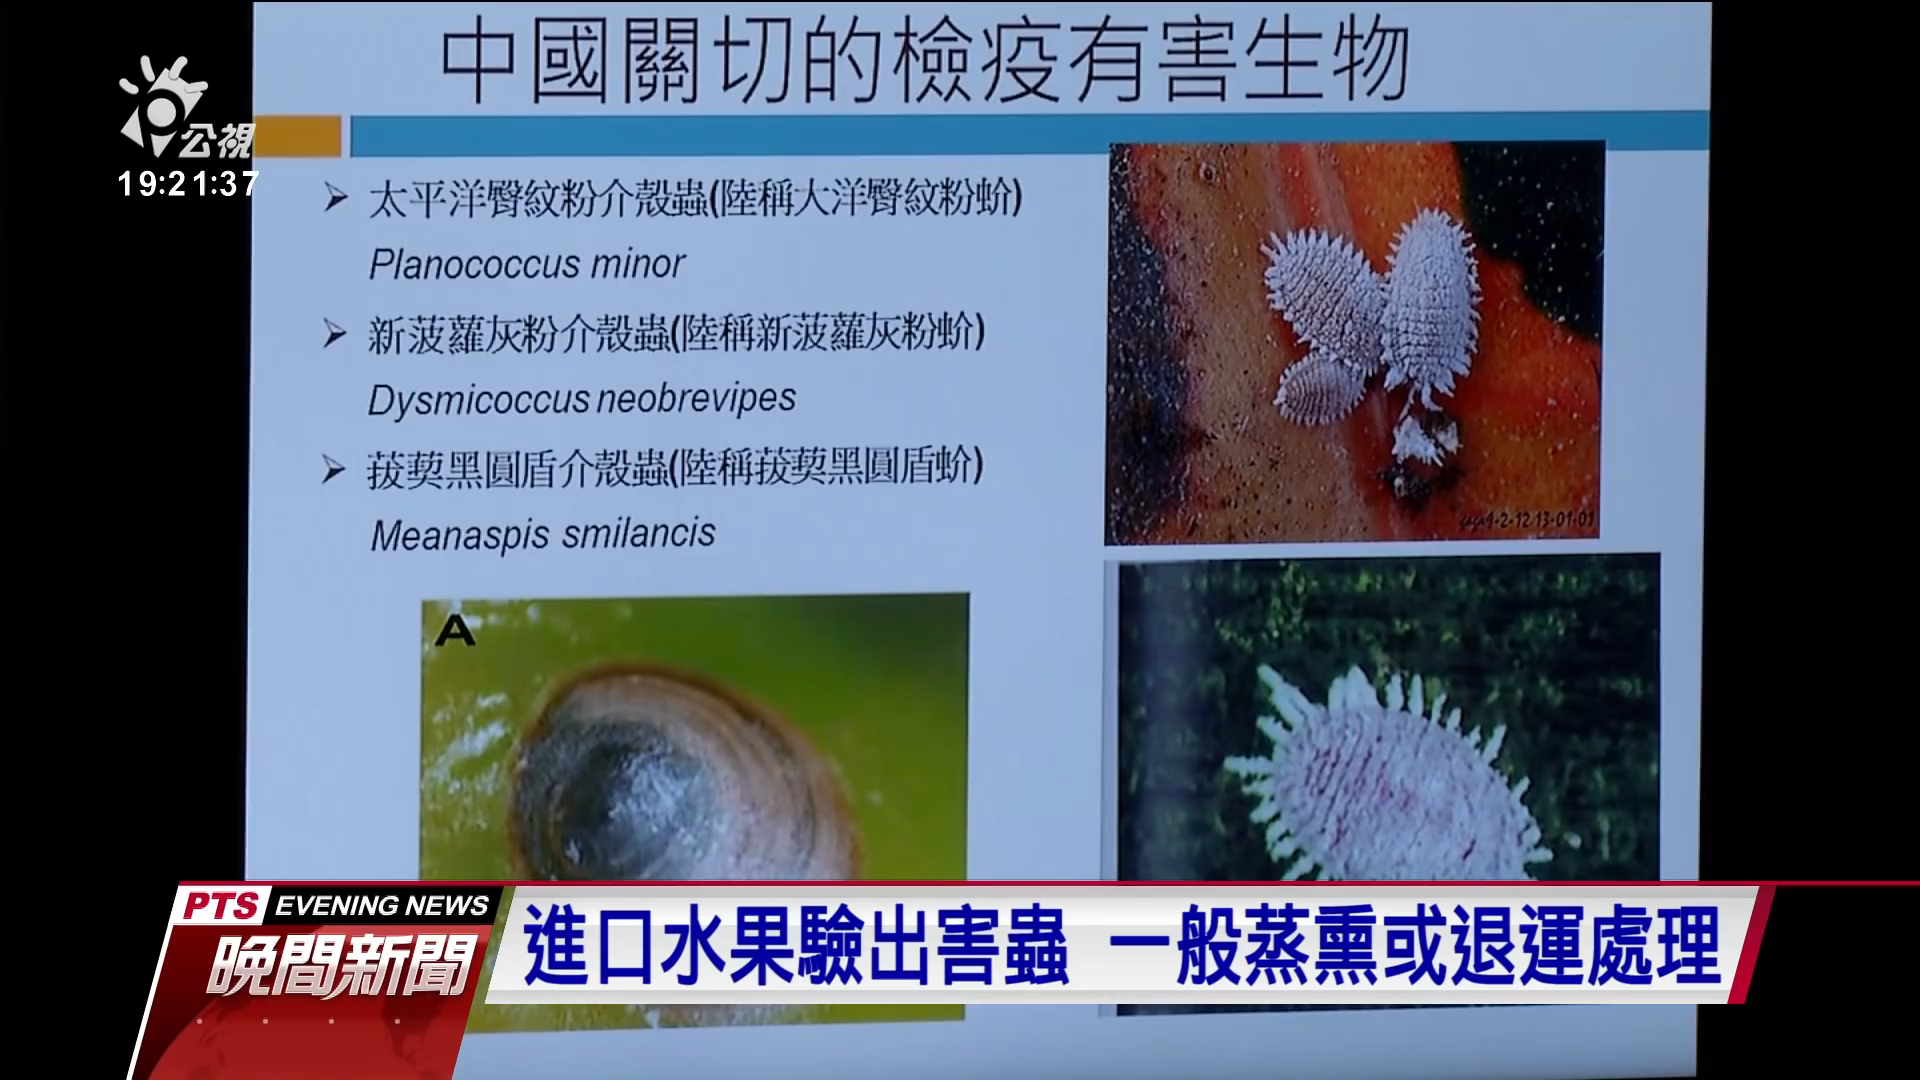 中國關切的檢疫有害生物
公視
19:21:37
➢ 太平洋臀紋粉介殼蟲(陸稱大洋臀紋粉蚧)
Planococcus minor
➢ 新菠蘿灰粉介殼蟲(陸稱新菠蘿灰粉蚧)
Dysmicoccus neobrevipes
➢ 菝葜黑圓盾介殼蟲(陸稱菝葜黑圓盾蚧)
Meanaspis smilancis
A
PTS EVENING NEWS
晚間新聞
進口水果驗出害蟲 一般蒸熏或退運處理